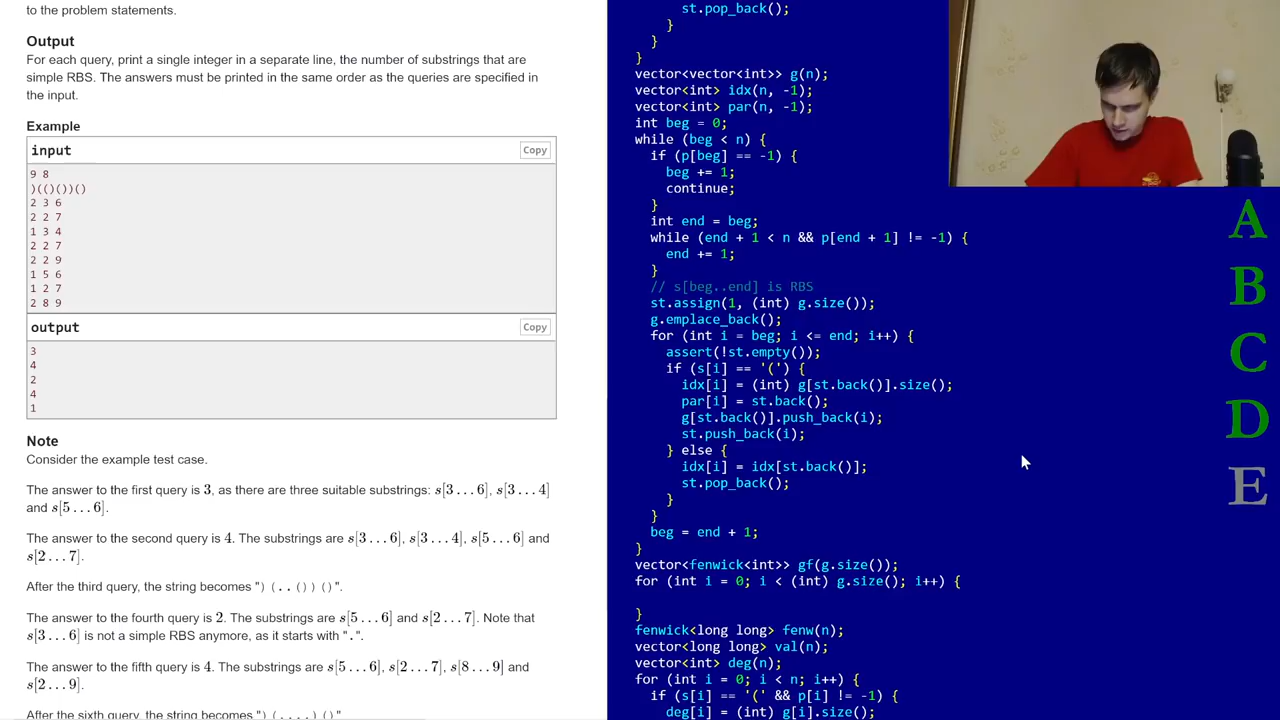 to the problem statements.
Output
For each query, print a single integer in a separate line, the number of substrings that are
simple RBS. The answers must be printed in the same order as the queries are specified in
the input.
Example
input
Copy
9 8
)(()())()
2 3 6
2 2 7
1 3 4
2 2 7
2 2 9
1 5 6
1 2 7
2 8 9
output
Copy
3
4
2
4
1
Note
Consider the example test case.
The answer to the first query is 3, as there are three suitable substrings: s[3…6], s[3…4]
and s[5…6].
The answer to the second query is 4. The substrings are s[3…6], s[3…4], s[5…6] and
s[2…7].
After the third query, the string becomes ")(..())()".
The answer to the fourth query is 2. The substrings are s[5…6] and s[2…7]. Note that
s[3…6] is not a simple RBS anymore, as it starts with ".".
The answer to the fifth query is 4. The substrings are s[5…6], s[2…7], s[8…9] and
s[2…9].
After the sixth query, the string becomes ")(....)()"
st.pop_back();
}
}
}
vector<vector<int>> g(n);
vector<int> idx(n, -1);
vector<int> par(n, -1);
int beg = 0;
while (beg < n) {
if (p[beg] == -1) {
beg += 1;
continue;
}
int end = beg;
while (end + 1 < n && p[end + 1] != -1) {
end += 1;
}
// s[beg..end] is RBS
st.assign(1, (int) g.size());
g.emplace_back();
for (int i = beg; i <= end; i++) {
assert(!st.empty());
if (s[i] == '(') {
idx[i] = (int) g[st.back()].size();
par[i] = st.back();
g[st.back()].push_back(i);
st.push_back(i);
} else {
idx[i] = idx[st.back()];
st.pop_back();
}
}
beg = end + 1;
}
vector<fenwick<int>> gf(g.size());
for (int i = 0; i < (int) g.size(); i++) {
}
fenwick<long long> fenw(n);
vector<long long> val(n);
vector<int> deg(n);
for (int i = 0; i < n; i++) {
if (s[i] == '(' && p[i] != -1) {
deg[i] = (int) g[i].size();
A
B
C
D
E